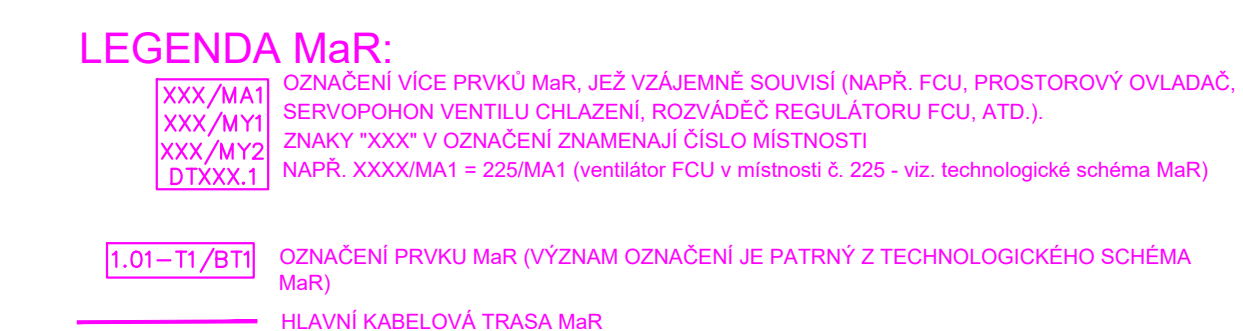 LEGENDA MaR:
XXX/MA1
XXX/MY1
XXX/MY2
DTXXX.1
OZNAČENÍ VÍCE PRVKŮ MaR, JEŽ VZÁJEMNĚ SOUVISÍ (NAPŘ. FCU, PROSTOROVÝ OVLADAČ,
SERVOPOHON VENTILU CHLAZENÍ, ROZVÁDĚČ REGULÁTORU FCU, ATD.).
ZNAKY "XXX" V OZNAČENÍ ZNAMENAJÍ ČÍSLO MÍSTNOSTI
NAPŘ. XXXX/MA1 = 225/MA1 (ventilátor FCU v místnosti č. 225 - viz. technologické schéma MaR)
1.01-T1/BT1
OZNAČENÍ PRVKU MaR (VÝZNAM OZNAČENÍ JE PATRNÝ Z TECHNOLOGICKÉHO SCHÉMA
MaR)
HLAVNÍ KABELOVÁ TRASA MaR